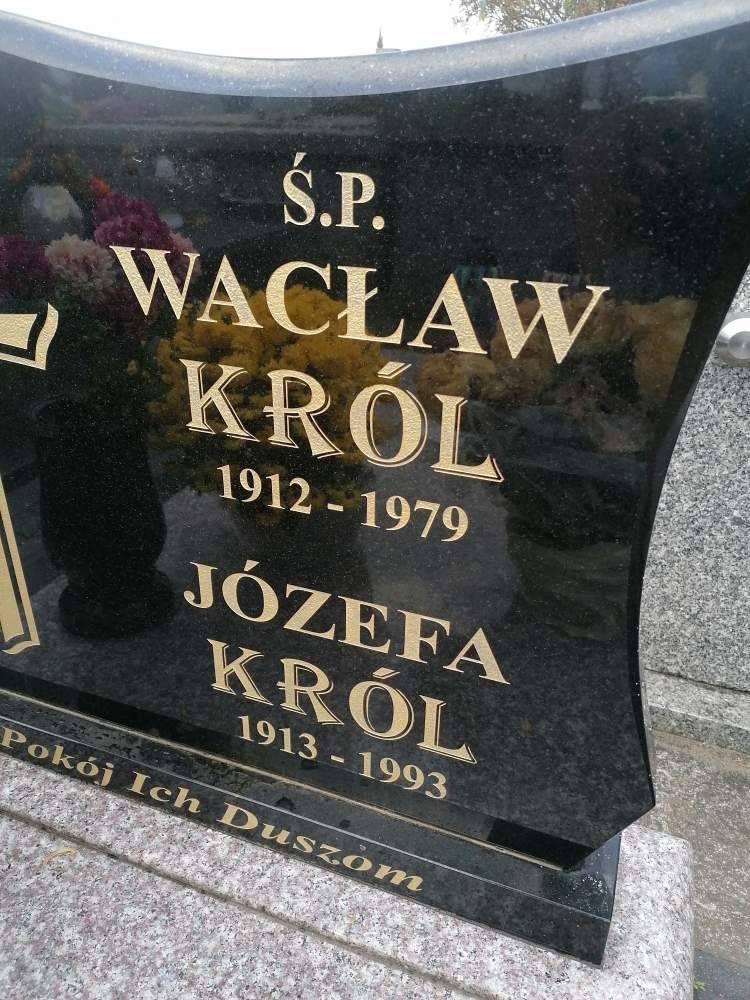 Ś.P.
WACŁAW
KRÓL
1912 - 1979
JÓZEFA
KRÓL
1913 - 1993
Pokój Ich Duszom